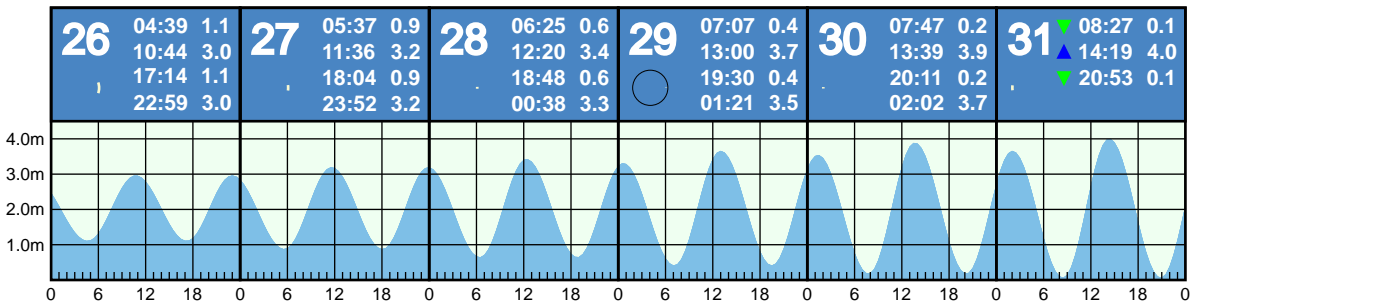 26 04:39 1.1 27 05:37 0.9 28 06:25 0.6 29 07:07 0.4 30 07:47 0.2 31 ▼ 08:27 0.1
10:44 3.0 11:36 3.2 12:20 3.4 13:00 3.7 13:39 3.9 ▲ 14:19 4.0
17:14 1.1 18:04 0.9 18:48 0.6 19:30 0.4 20:11 0.2 ▼ 20:53 0.1
22:59 3.0 23:52 3.2 00:38 3.3 01:21 3.5 02:02 3.7
4.0m
3.0m
2.0m
1.0m
0 6 12 18 0 6 12 18 0 6 12 18 0 6 12 18 0 6 12 18 0 6 12 18 0